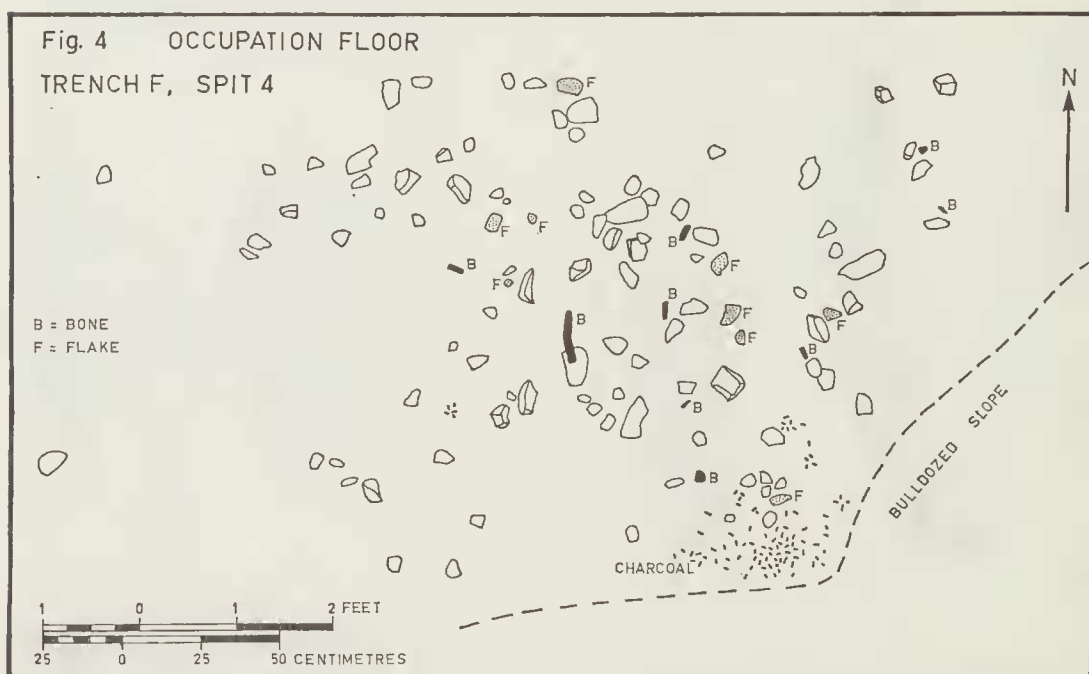 Fig. 4 OCCUPATION FLOOR
TRENCH F, SPIT 4
F
N
B
B
F
F
B
F
B
F
B
B
F
F
F
B
B = BONE
F = FLAKE
B
B
F
CHARCOAL
BULLDOZED SLOPE
1 0 1 2 FEET
25 0 25 50 CENTIMETRES